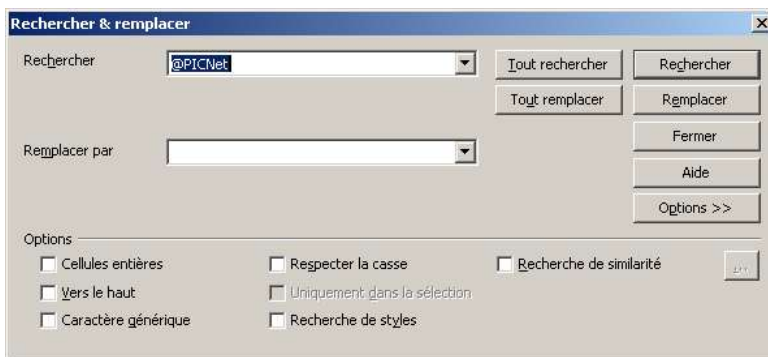 Rechercher & remplacer
Rechercher
@PICNet
Tout rechercher
Rechercher
Tout remplacer
Remplacer
Fermer
Remplacer par
Aide
Options >>
Options
Cellules entières
Respecter la casse
Recherche de similarité
...
Vers le haut
Uniquement dans la sélection
Caractère générique
Recherche de styles